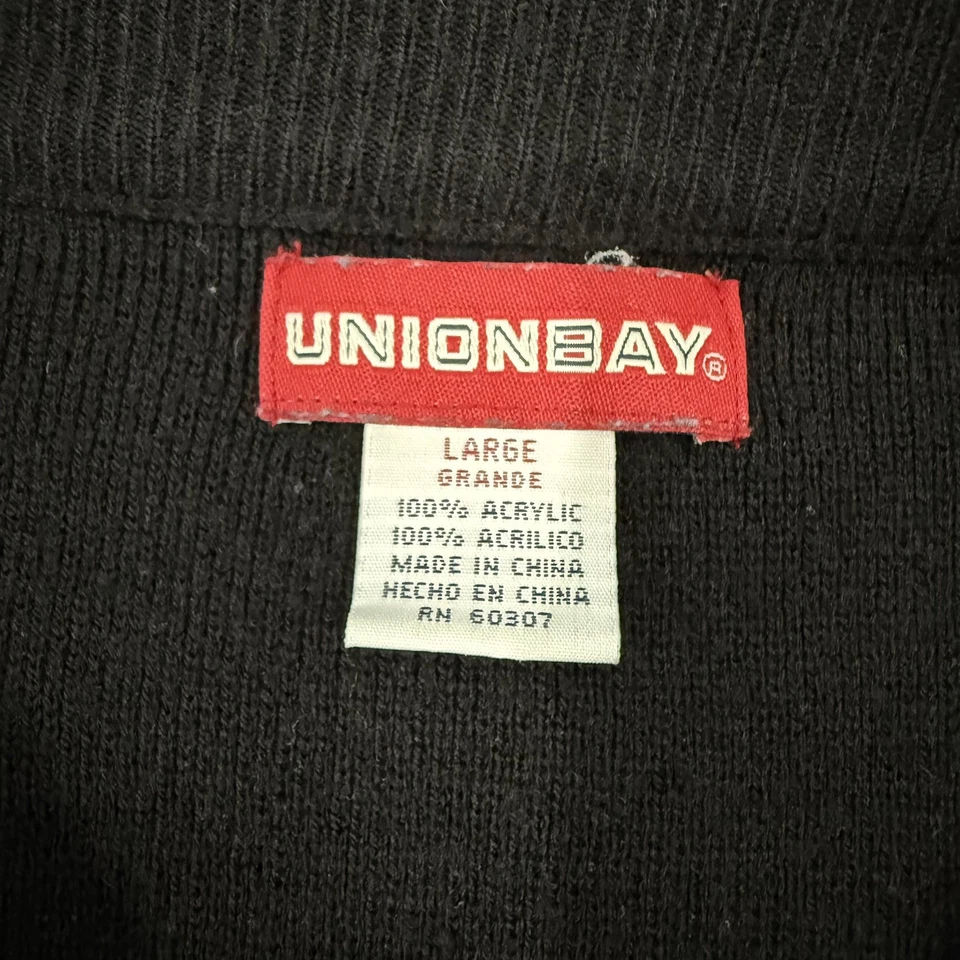 UNIONBAY®
LARGE
GRANDE
100% ACRYLIC
100% ACRILICO
MADE IN CHINA
HECHO EN CHINA
RN 60307